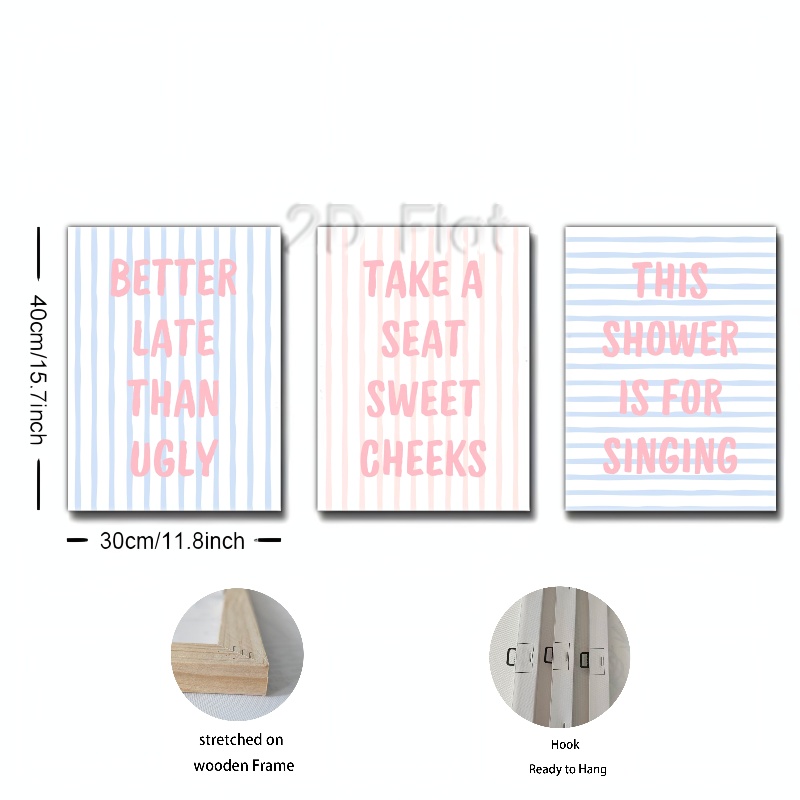 2D Flat
BETTER
LATE
THAN
UGLY
TAKE A
SEAT
SWEET
CHEEKS
THIS
SHOWER
IS FOR
SINGING
40cm/15.7inch
30cm/11.8inch
stretched on
wooden Frame
Hook
Ready to Hang